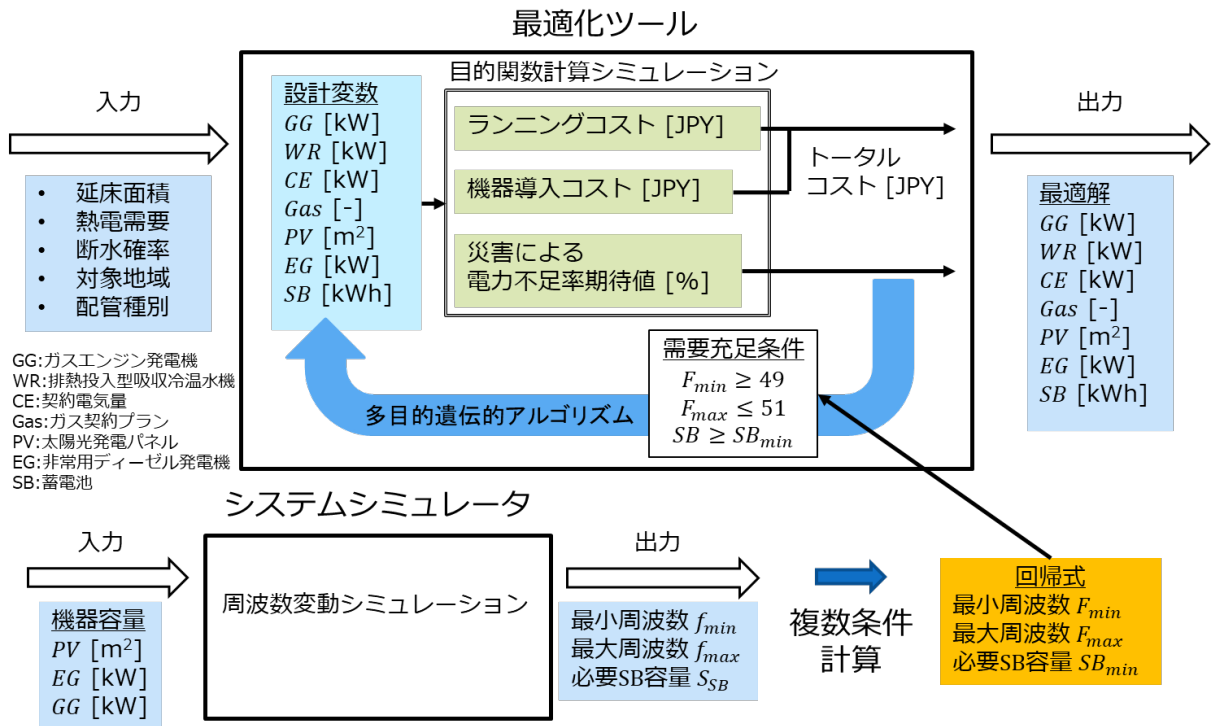 最適化ツール
入力
• 延床面積
• 熱電需要
• 断水確率
• 対象地域
• 配管種別
GG:ガスエンジン発電機
WR:排熱投入型吸収冷温水機
CE:契約電気量
Gas:ガス契約プラン
PV:太陽光発電パネル
EG:非常用ディーゼル発電機
SB:蓄電池
設計変数
GG [kW]
WR [kW]
CE [kW]
Gas [-]
PV [m²]
EG [kW]
SB [kWh]
目的関数計算シミュレーション
ランニングコスト [JPY]
機器導入コスト [JPY]
災害による
電力不足率期待値 [%]
トータル
コスト [JPY]
需要充足条件
F_min ≥ 49
F_max ≤ 51
SB ≥ SB_min
多目的遺伝的アルゴリズム
出力
最適解
GG [kW]
WR [kW]
CE [kW]
Gas [-]
PV [m²]
EG [kW]
SB [kWh]
システムシミュレータ
入力
機器容量
PV [m²]
EG [kW]
GG [kW]
周波数変動シミュレーション
出力
最小周波数 f_min
最大周波数 f_max
必要SB容量 S_SB
複数条件
計算
回帰式
最小周波数 F_min
最大周波数 F_max
必要SB容量 SB_min